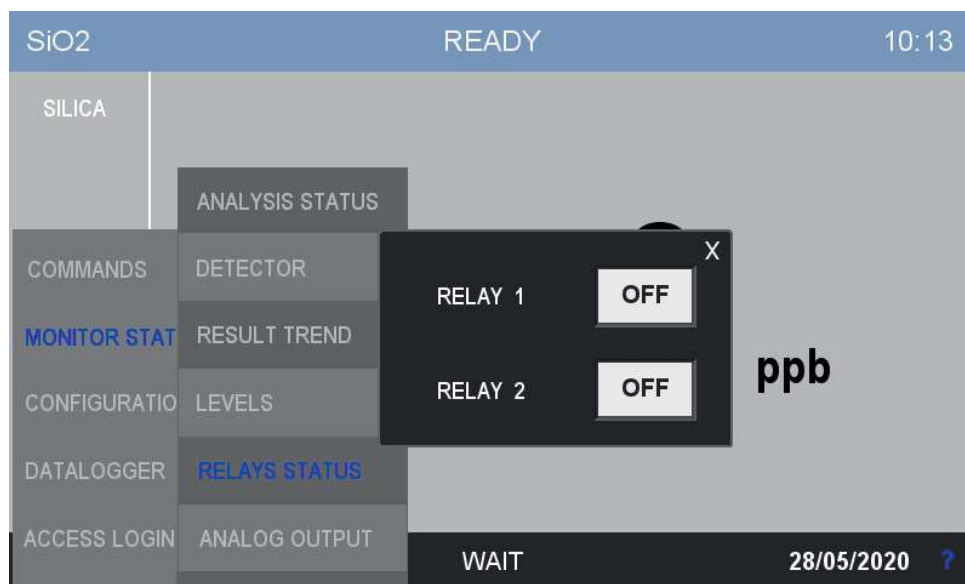 SiO2 READY 10:13
SILICA
ANALYSIS STATUS
COMMANDS
DETECTOR
X
RELAY 1 OFF
MONITOR STAT
RESULT TREND
ppb
CONFIGURATIO
LEVELS
RELAY 2 OFF
DATALOGGER
RELAYS STATUS
ACCESS LOGIN
ANALOG OUTPUT
WAIT 28/05/2020 ?